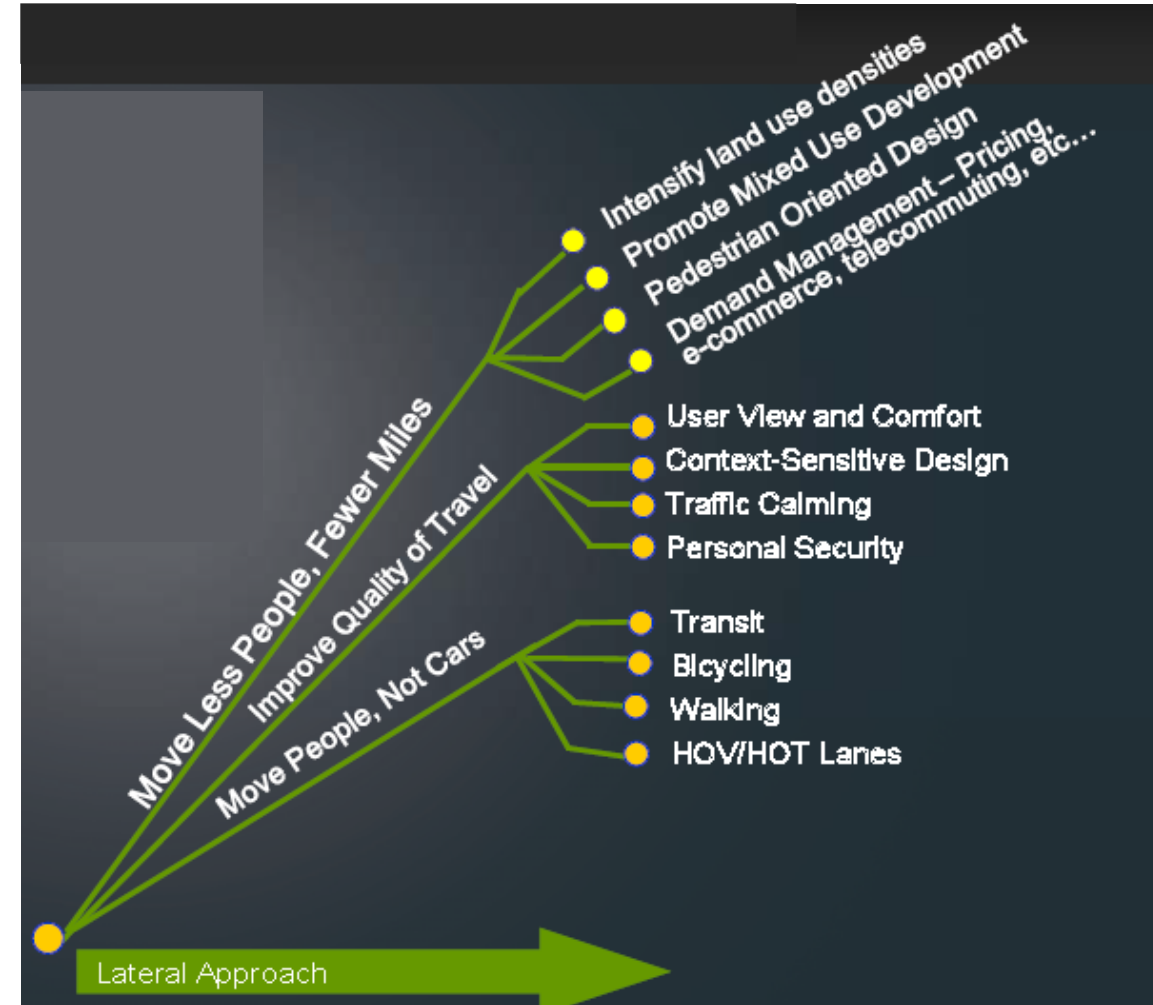 Intensify land use densities
Promote Mixed Use Development
Pedestrian Oriented Design
Demand Management – Pricing,
e-commerce, telecommuting, etc…
Move Less People, Fewer Miles
User View and Comfort
Context-Sensitive Design
Traffic Calming
Personal Security
Improve Quality of Travel
Transit
Bicycling
Walking
HOV/HOT Lanes
Move People, Not Cars
Lateral Approach